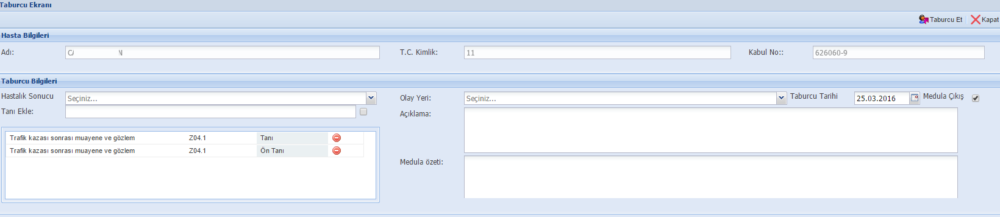 Taburcu Ekranı
Taburcu Et Kapat
Hasta Bilgileri
Adı: T.C. Kimlik: 11 Kabul No:: 626060-9
Taburcu Bilgileri
Hastalık Sonucu Seçiniz... Olay Yeri: Seçiniz... Taburcu Tarihi 25.03.2016 Medula Çıkış
Tanı Ekle: Açıklama:
Trafik kazası sonrası muayene ve gözlem Z04.1 Tanı
Trafik kazası sonrası muayene ve gözlem Z04.1 Ön Tanı
Medula özeti: